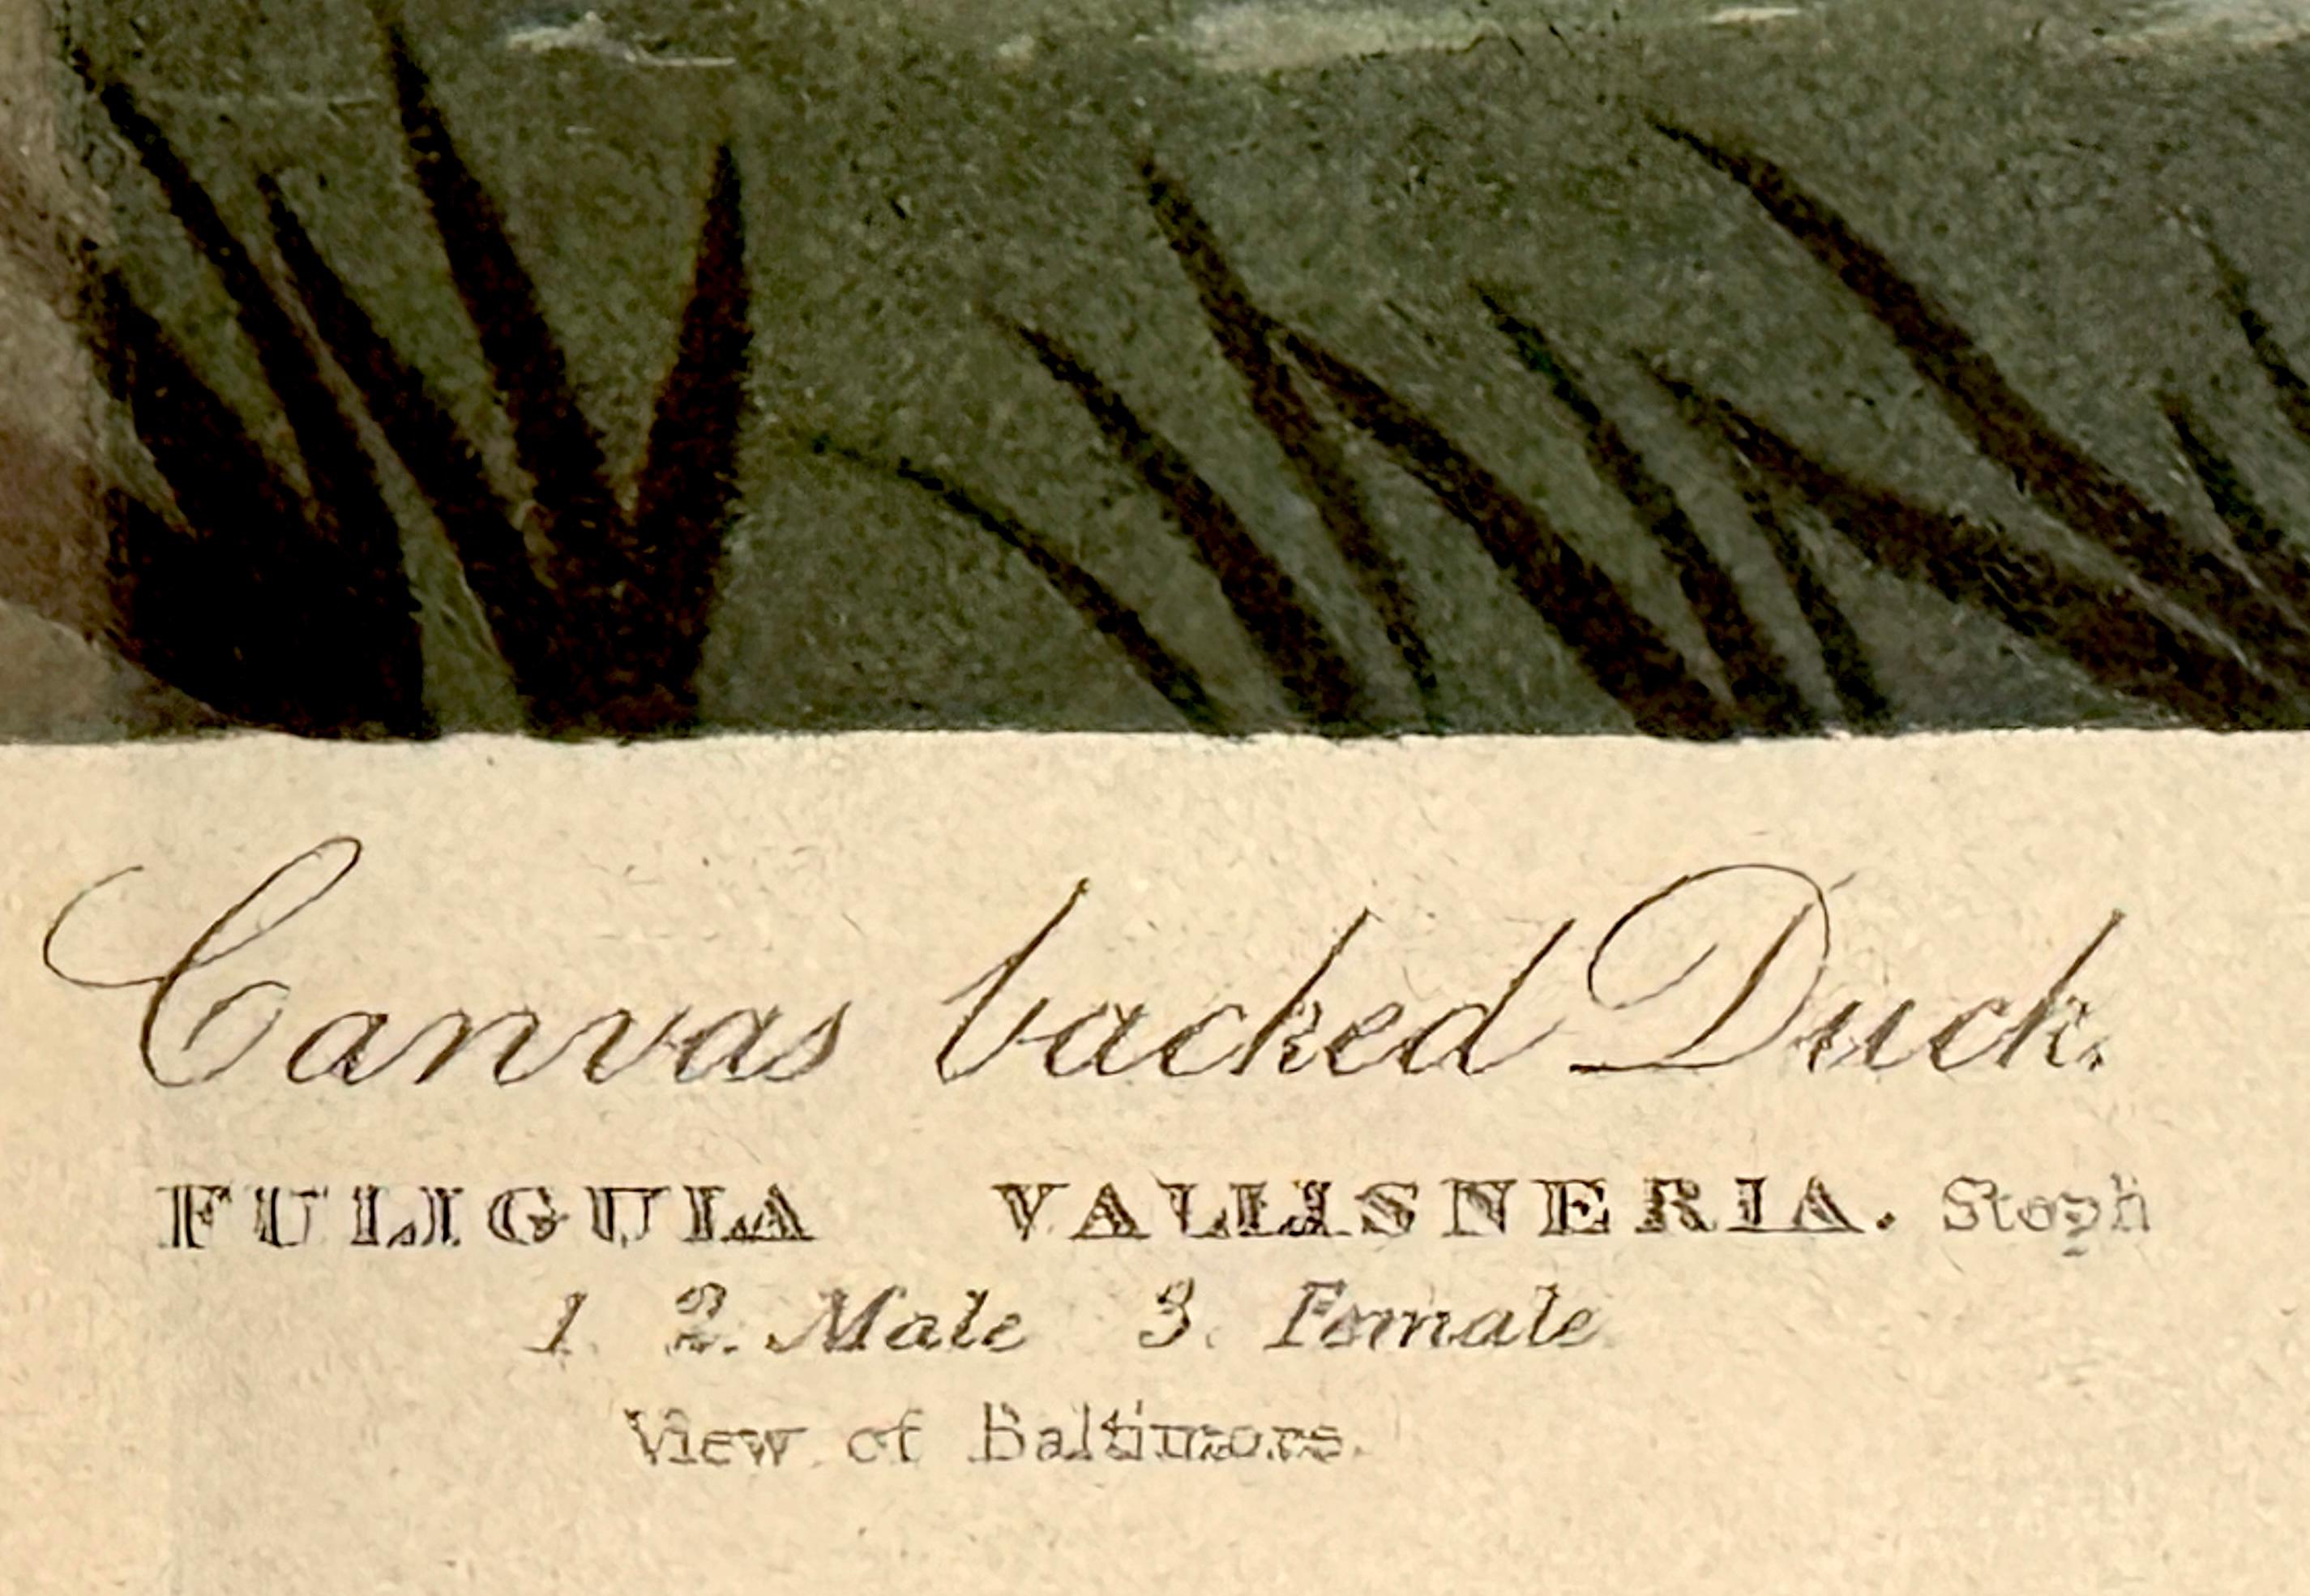 Canvas backed Duck.
FULIGULA VALLISNERIA. Steph
1. 2. Male 3. Female
View of Baltimore.